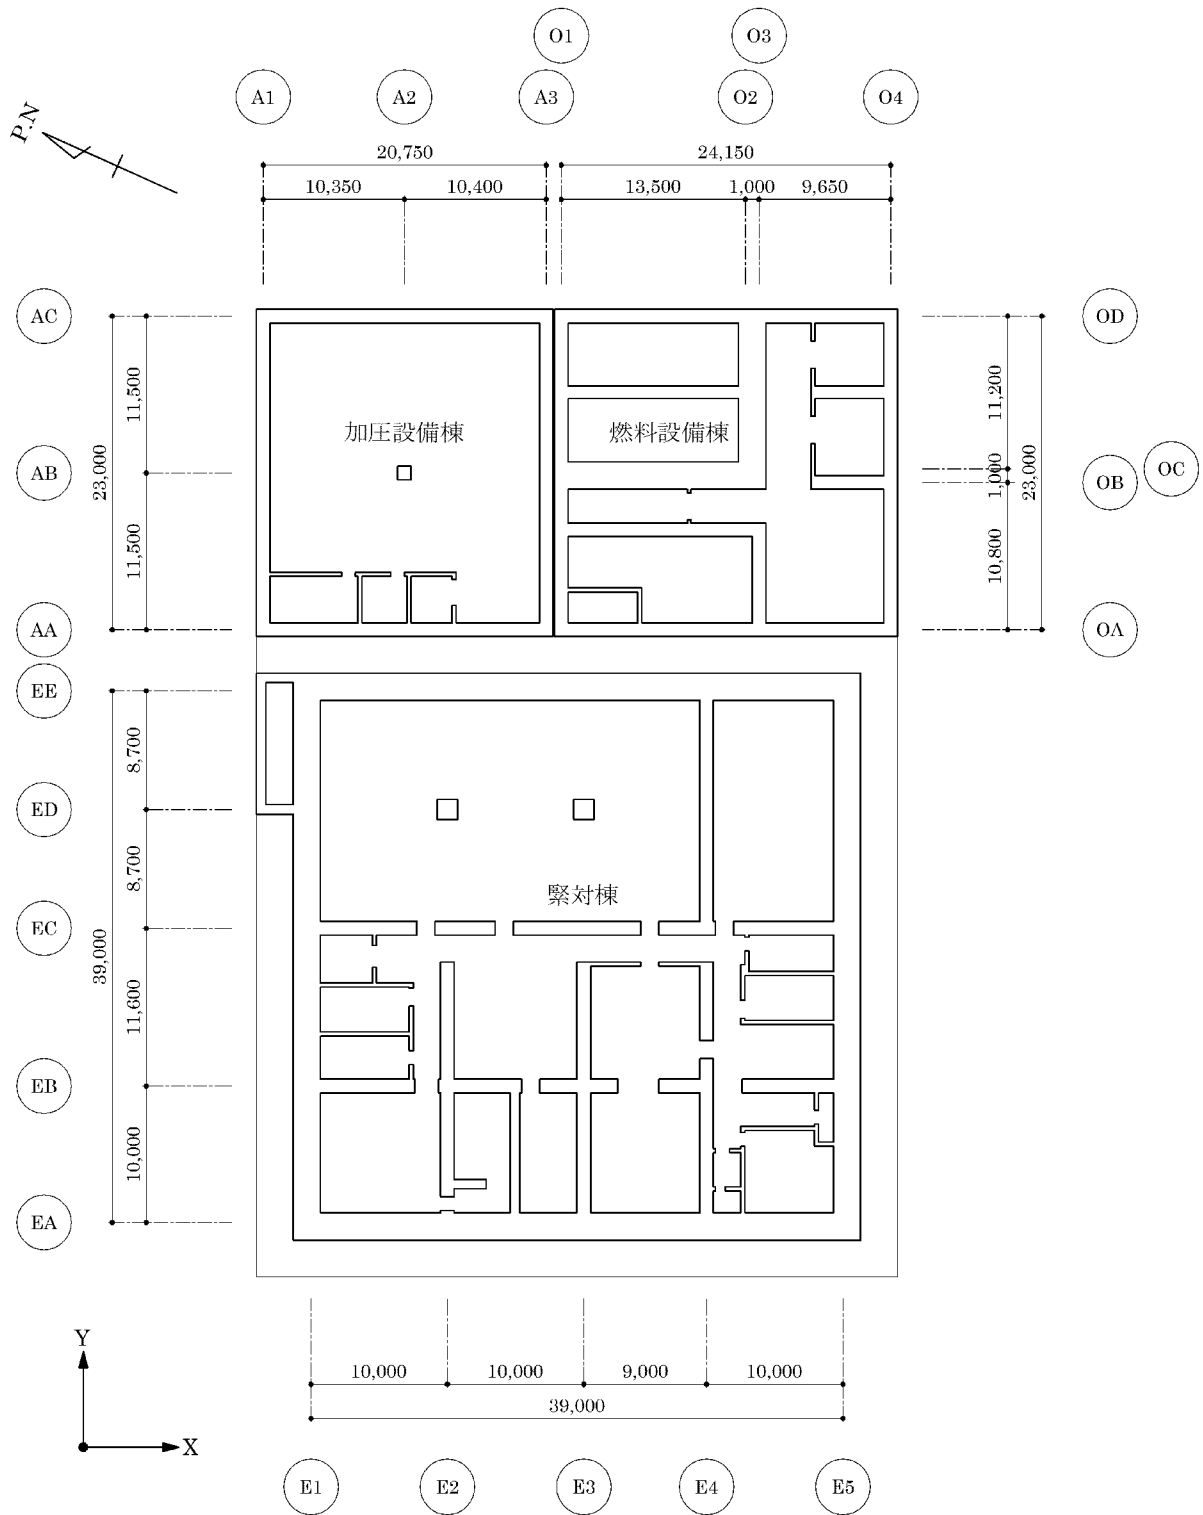 O1 O3
A1 A2 A3 O2 O4
P.N
20,750 24,150
10,350 10,400 13,500 1,000 9,650
AC OD
11,500 11,200
加圧設備棟 燃料設備棟
AB OB OC
23,000 1,000 23,000
11,500 10,800
AA OA
EE
8,700
ED
8,700
緊対棟
EC
39,000
11,600
EB
10,000
EA
Y
X
10,000 10,000 9,000 10,000
39,000
E1 E2 E3 E4 E5